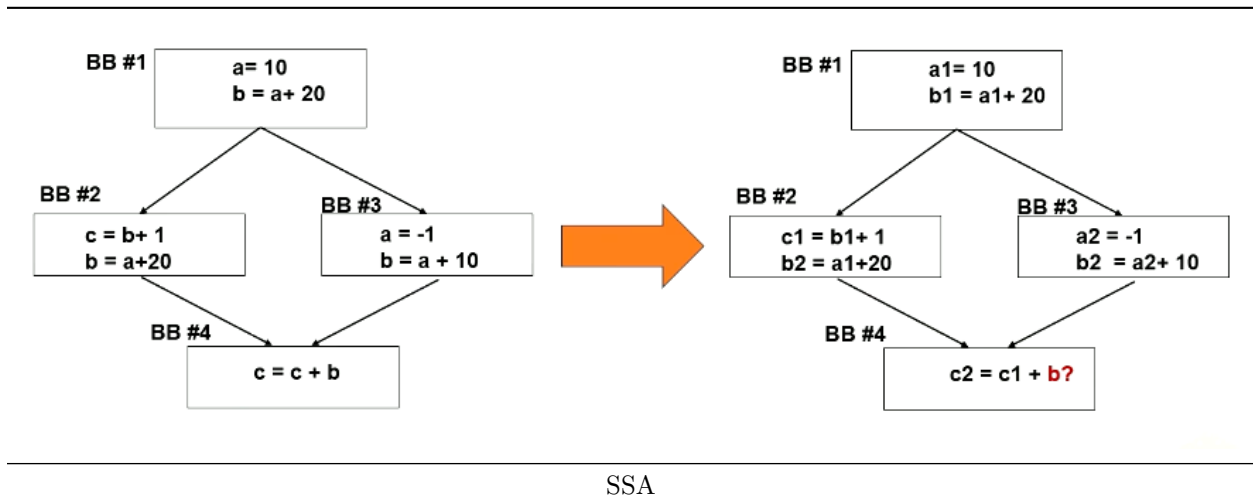 BB #1
a= 10
b = a+ 20
BB #2
c = b+ 1
b = a+20
BB #3
a = -1
b = a + 10
BB #4
c = c + b
BB #1
a1= 10
b1 = a1+ 20
BB #2
c1 = b1+ 1
b2 = a1+20
BB #3
a2 = -1
b2 = a2+ 10
BB #4
c2 = c1 + b?
SSA